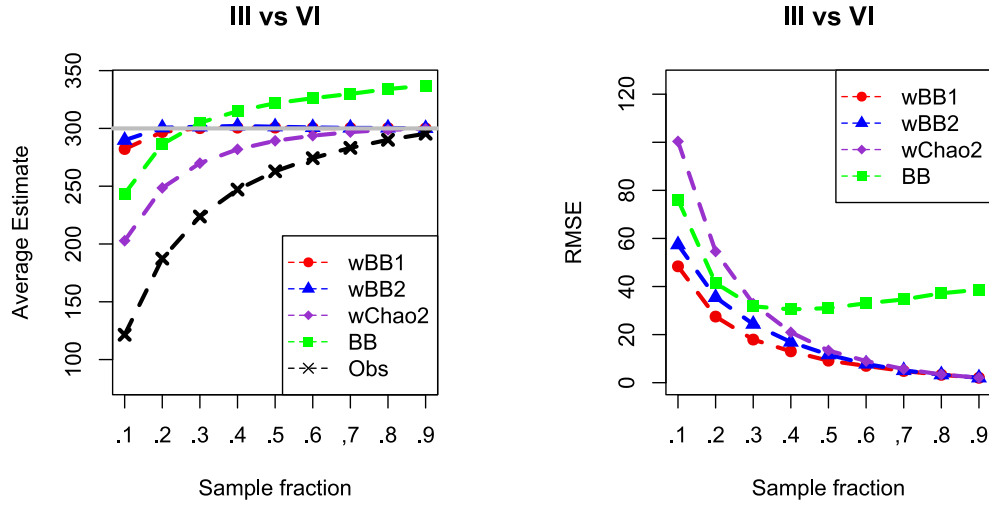 III vs VI
Average Estimate
350
300
250
200
150
100
wBB1
wBB2
wChao2
BB
Obs
.1 .2 .3 .4 .5 .6 ,7 .8 .9
Sample fraction
III vs VI
RMSE
120
80
60
40
20
0
wBB1
wBB2
wChao2
BB
.1 .2 .3 .4 .5 .6 ,7 .8 .9
Sample fraction